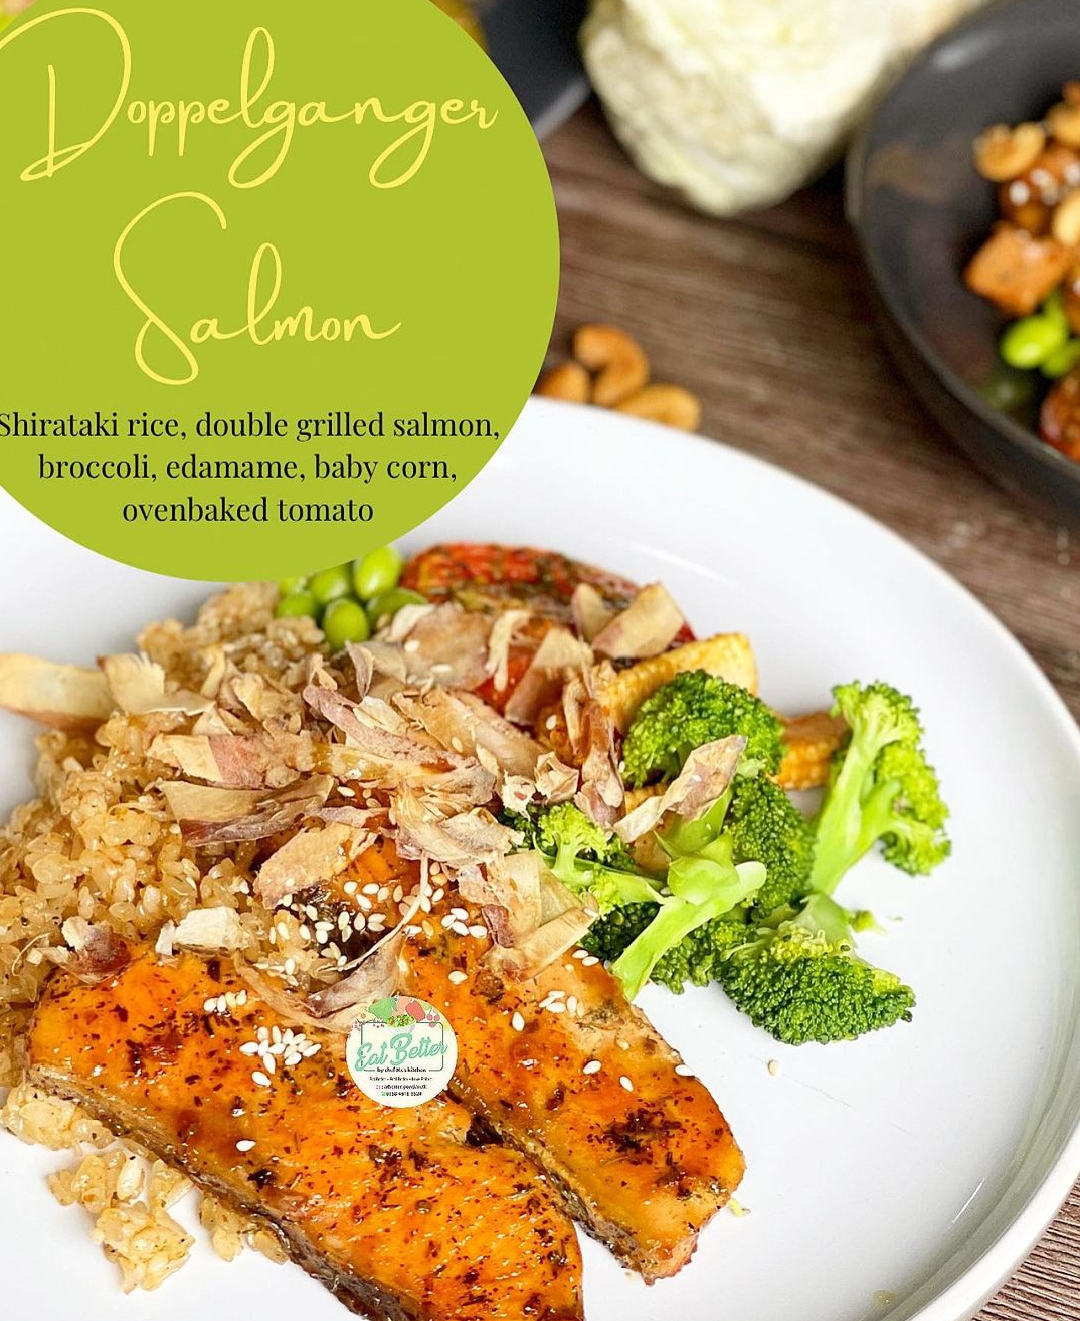 Doppelganger
Salmon
Shirataki rice, double grilled salmon,
broccoli, edamame, baby corn,
ovenbaked tomato
Eat Better